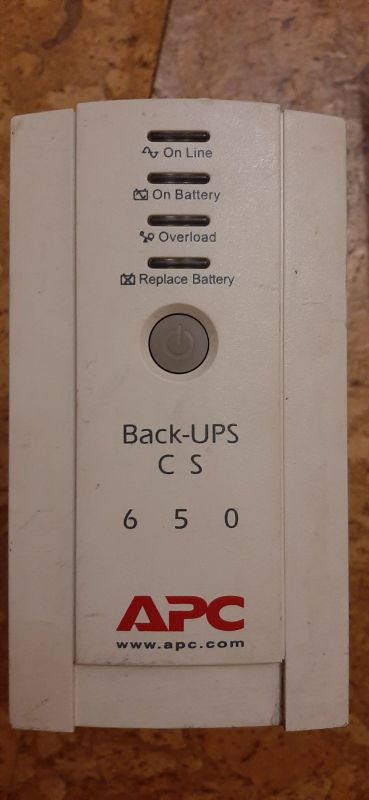 On Line
On Battery
Overload
Replace Battery
Back-UPS
C S
6 5 0
APC
www.apc.com